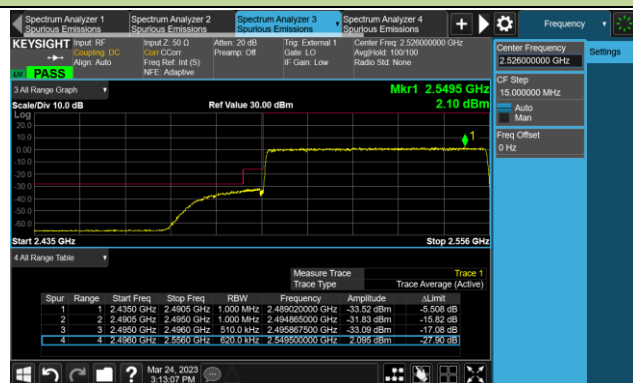 Spectrum Analyzer 1 Spectrum Analyzer 2 Spectrum Analyzer 3 Spectrum Analyzer 4 Frequency
Spurious Emissions Spurious Emissions Spurious Emissions Spurious Emissions
KEYSIGHT Input: RF Input Z: 50 Ω Atten: 20 dB Trig: External 1 Center Freq: 2.526000000 GHz
Coupling: DC Corr CCorr Preamp: Off Gate: LO Avg|Hold: 100/100
Align: Auto Freq Ref: Int (S) IF Gain: Low Radio Std: None
NFE: Adaptive
PASS
Center Frequency Settings
2.526000000 GHz
CF Step
15.000000 MHz
Auto
Man
Freq Offset
0 Hz
3 All Range Graph Mkr1 2.5495 GHz
Scale/Div 10.0 dB Ref Value 30.00 dBm 2.10 dBm
Log
20.0
10.0
0.00
-10.0
-20.0
-30.0
-40.0
-50.0
-60.0
1
Start 2.435 GHz Stop 2.556 GHz
4 All Range Table
Measure Trace Trace 1
Trace Type Trace Average (Active)
Spur Range Start Freq Stop Freq RBW Frequency Amplitude ΔLimit
1 1 2.4350 GHz 2.4905 GHz 1.000 MHz 2.489020000 GHz -33.52 dBm -5.508 dB
2 2 2.4905 GHz 2.4950 GHz 1.000 MHz 2.494865000 GHz -31.83 dBm -15.82 dB
3 3 2.4950 GHz 2.4960 GHz 510.0 kHz 2.495867500 GHz -33.09 dBm -17.08 dB
4 4 2.4960 GHz 2.5560 GHz 620.0 kHz 2.549500000 GHz 2.095 dBm -27.90 dB
? Mar 24, 2023
3:13:07 PM